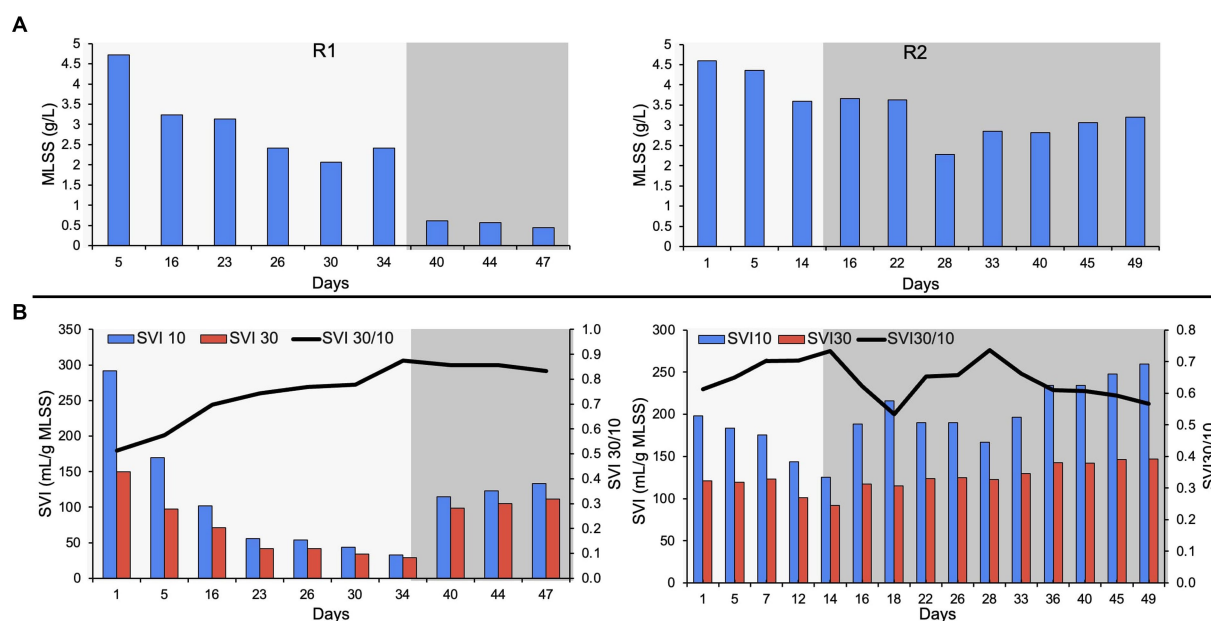 A
R1
MLSS (g/L)
5
4.5
4
3.5
3
2.5
2
1.5
1
0.5
0
5 16 23 26 30 34 40 44 47
Days
R2
MLSS (g/L)
5
4.5
4
3.5
3
2.5
2
1.5
1
0.5
0
1 5 14 16 22 28 33 40 45 49
Days
B
SVI 10 SVI 30 SVI 30/10
SVI (mL/g MLSS)
350
300
250
200
150
100
50
0
1.0
0.9
0.8
0.7
0.6
0.5
0.4
0.3
0.2
0.1
0.0
SVI 30/10
1 5 16 23 26 30 34 40 44 47
Days
SVI10 SVI30 SVI30/10
SVI (mL/g MLSS)
300
250
200
150
100
50
0
0.8
0.7
0.6
0.5
0.4
0.3
0.2
0.1
0.0
SVI30/10
1 5 7 12 14 16 18 22 26 28 33 36 40 45 49
Days